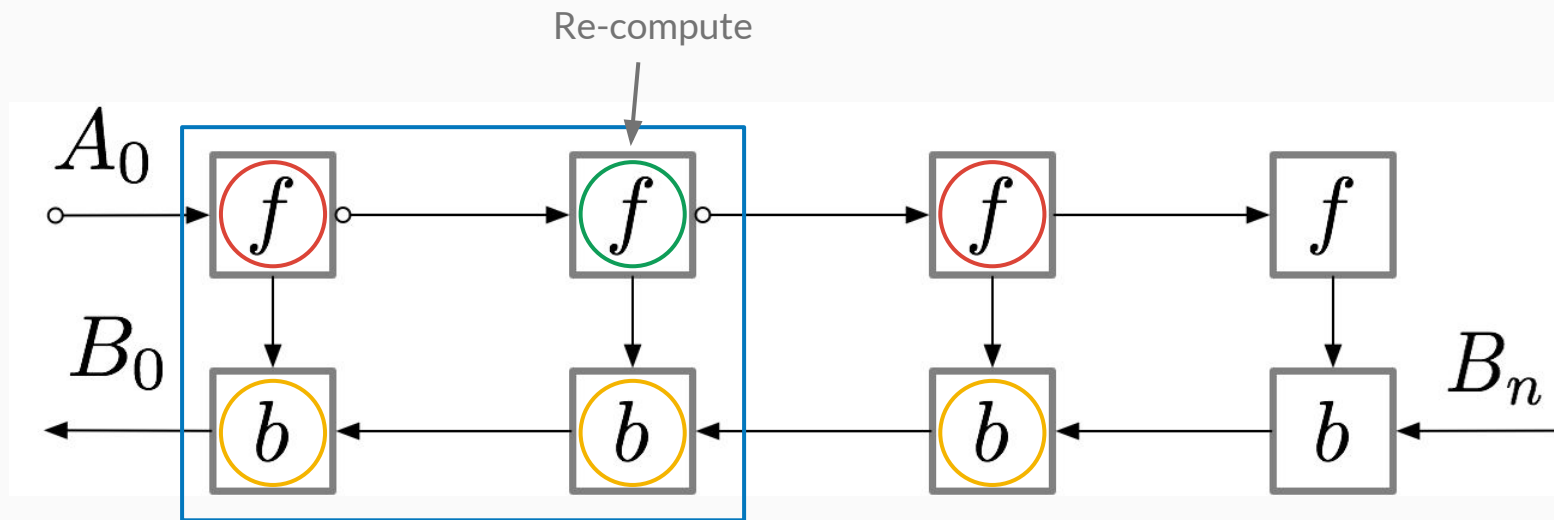 Re-compute
A₀
f f f f
B₀
b b b b
Bₙ